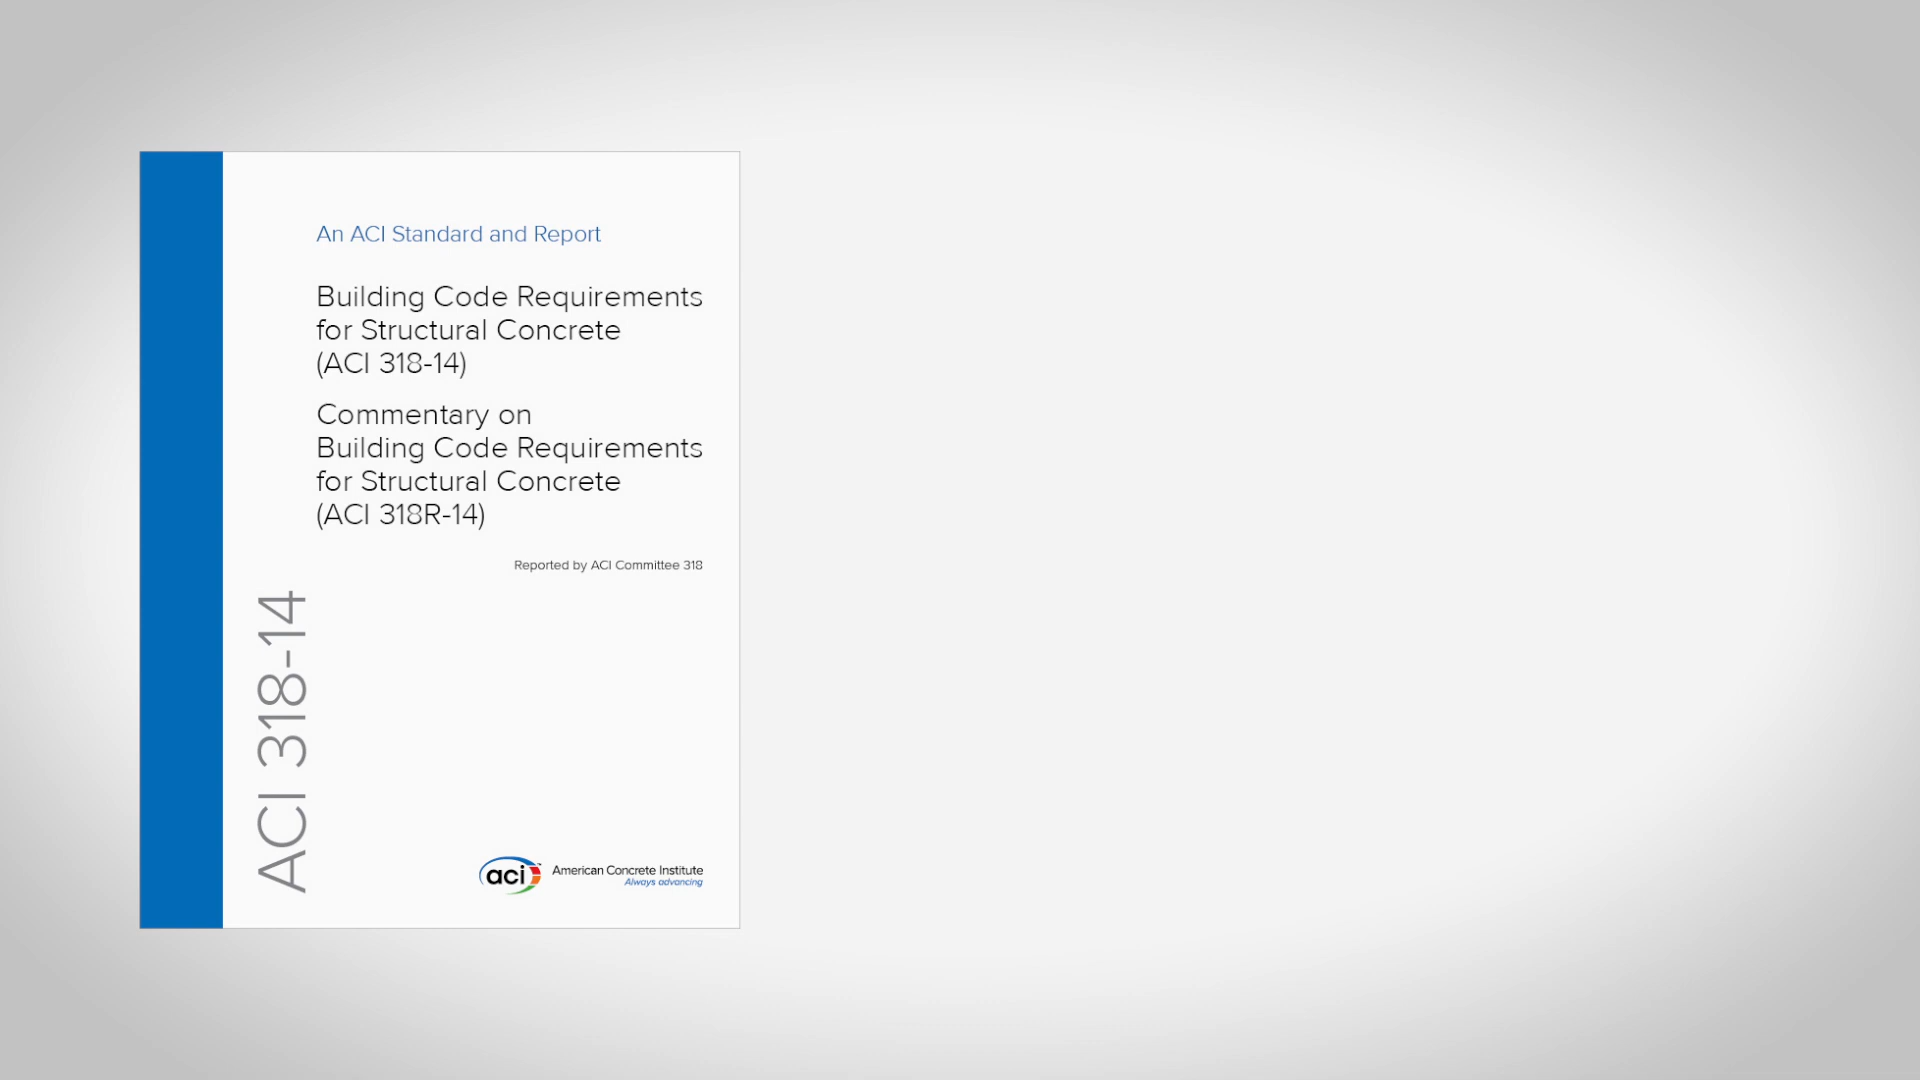 An ACI Standard and Report
Building Code Requirements
for Structural Concrete
(ACI 318-14)
Commentary on
Building Code Requirements
for Structural Concrete
(ACI 318R-14)
Reported by ACI Committee 318
ACI 318-14
aci
American Concrete Institute
Always advancing